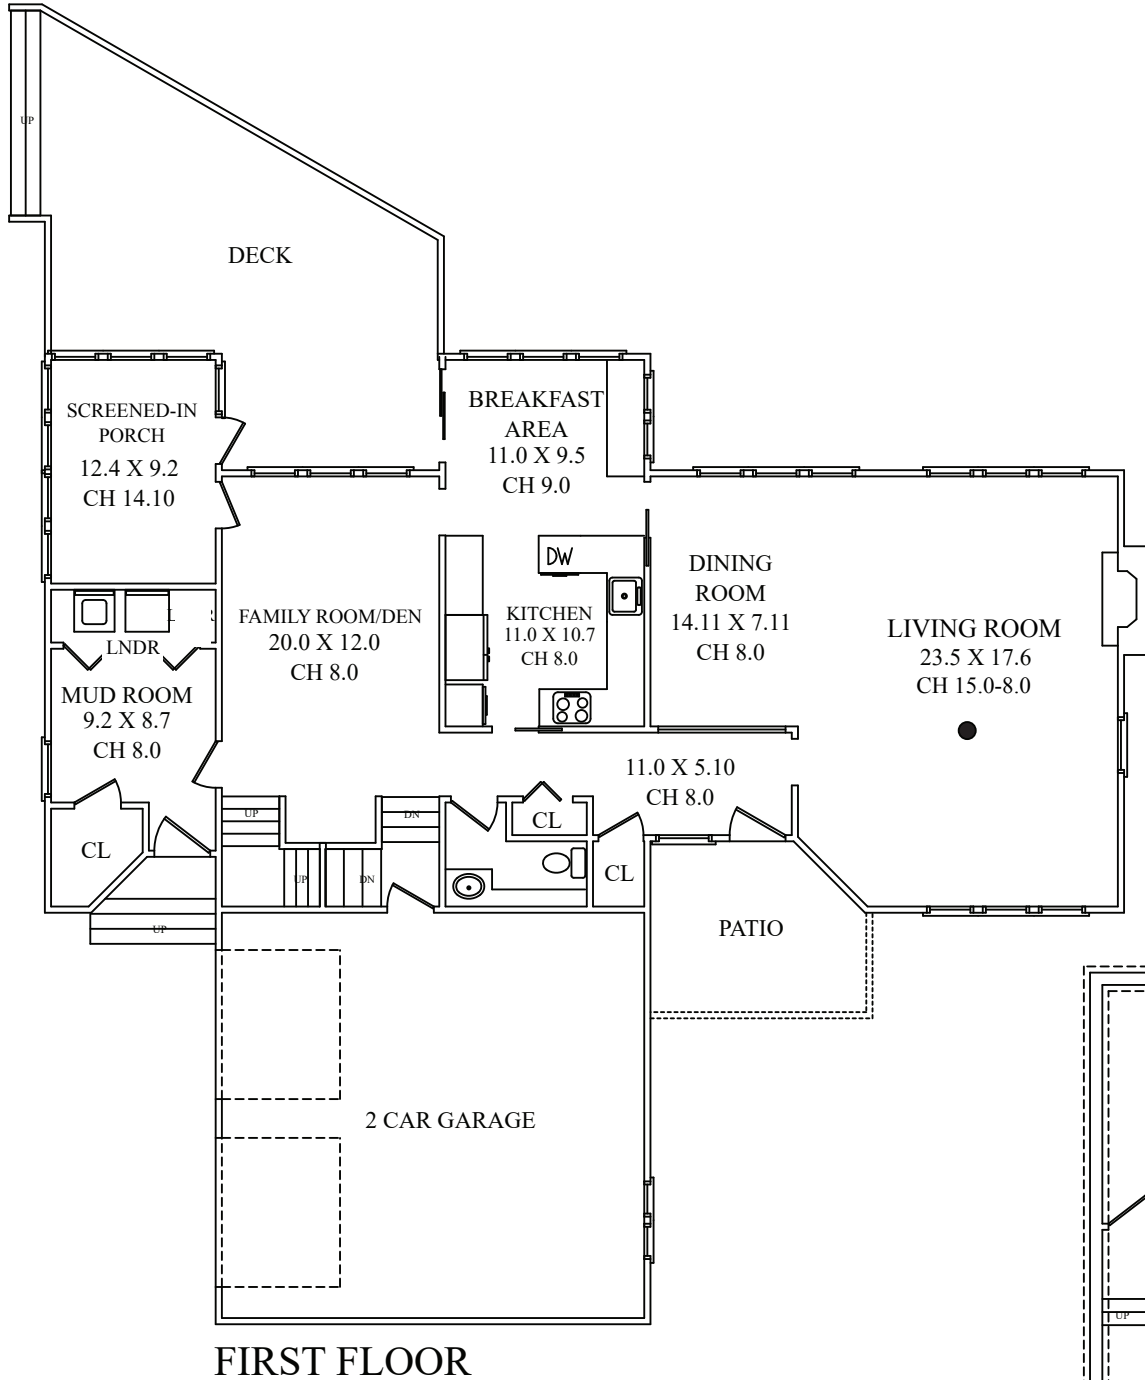 UP
DECK
SCREENED-IN
PORCH
12.4 X 9.2
CH 14.10
BREAKFAST
AREA
11.0 X 9.5
CH 9.0
DW
DINING
ROOM
14.11 X 7.11
CH 8.0
KITCHEN
11.0 X 10.7
CH 8.0
FAMILY ROOM/DEN
20.0 X 12.0
CH 8.0
LIVING ROOM
23.5 X 17.6
CH 15.0-8.0
LNDR
MUD ROOM
9.2 X 8.7
CH 8.0
11.0 X 5.10
CH 8.0
UP
DN
CL
CL
CL
UP
DN
UP
PATIO
2 CAR GARAGE
UP
FIRST FLOOR